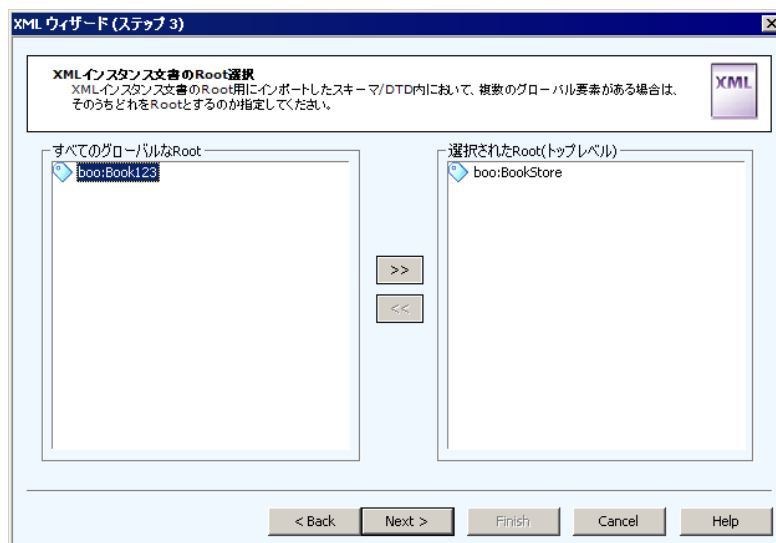 XML ウィザード (ステップ 3)
XMLインスタンス文書のRoot選択
XMLインスタンス文書のRoot用にインポートしたスキーマ/DTD内において、複数のグローバル要素がある場合は、
そのうちどれをRootとするのか指定してください。
XML
すべてのグローバルなRoot
boo:Book123
選択されたRoot(トップレベル)
boo:BookStore
>>
<<
< Back
Next >
Finish
Cancel
Help